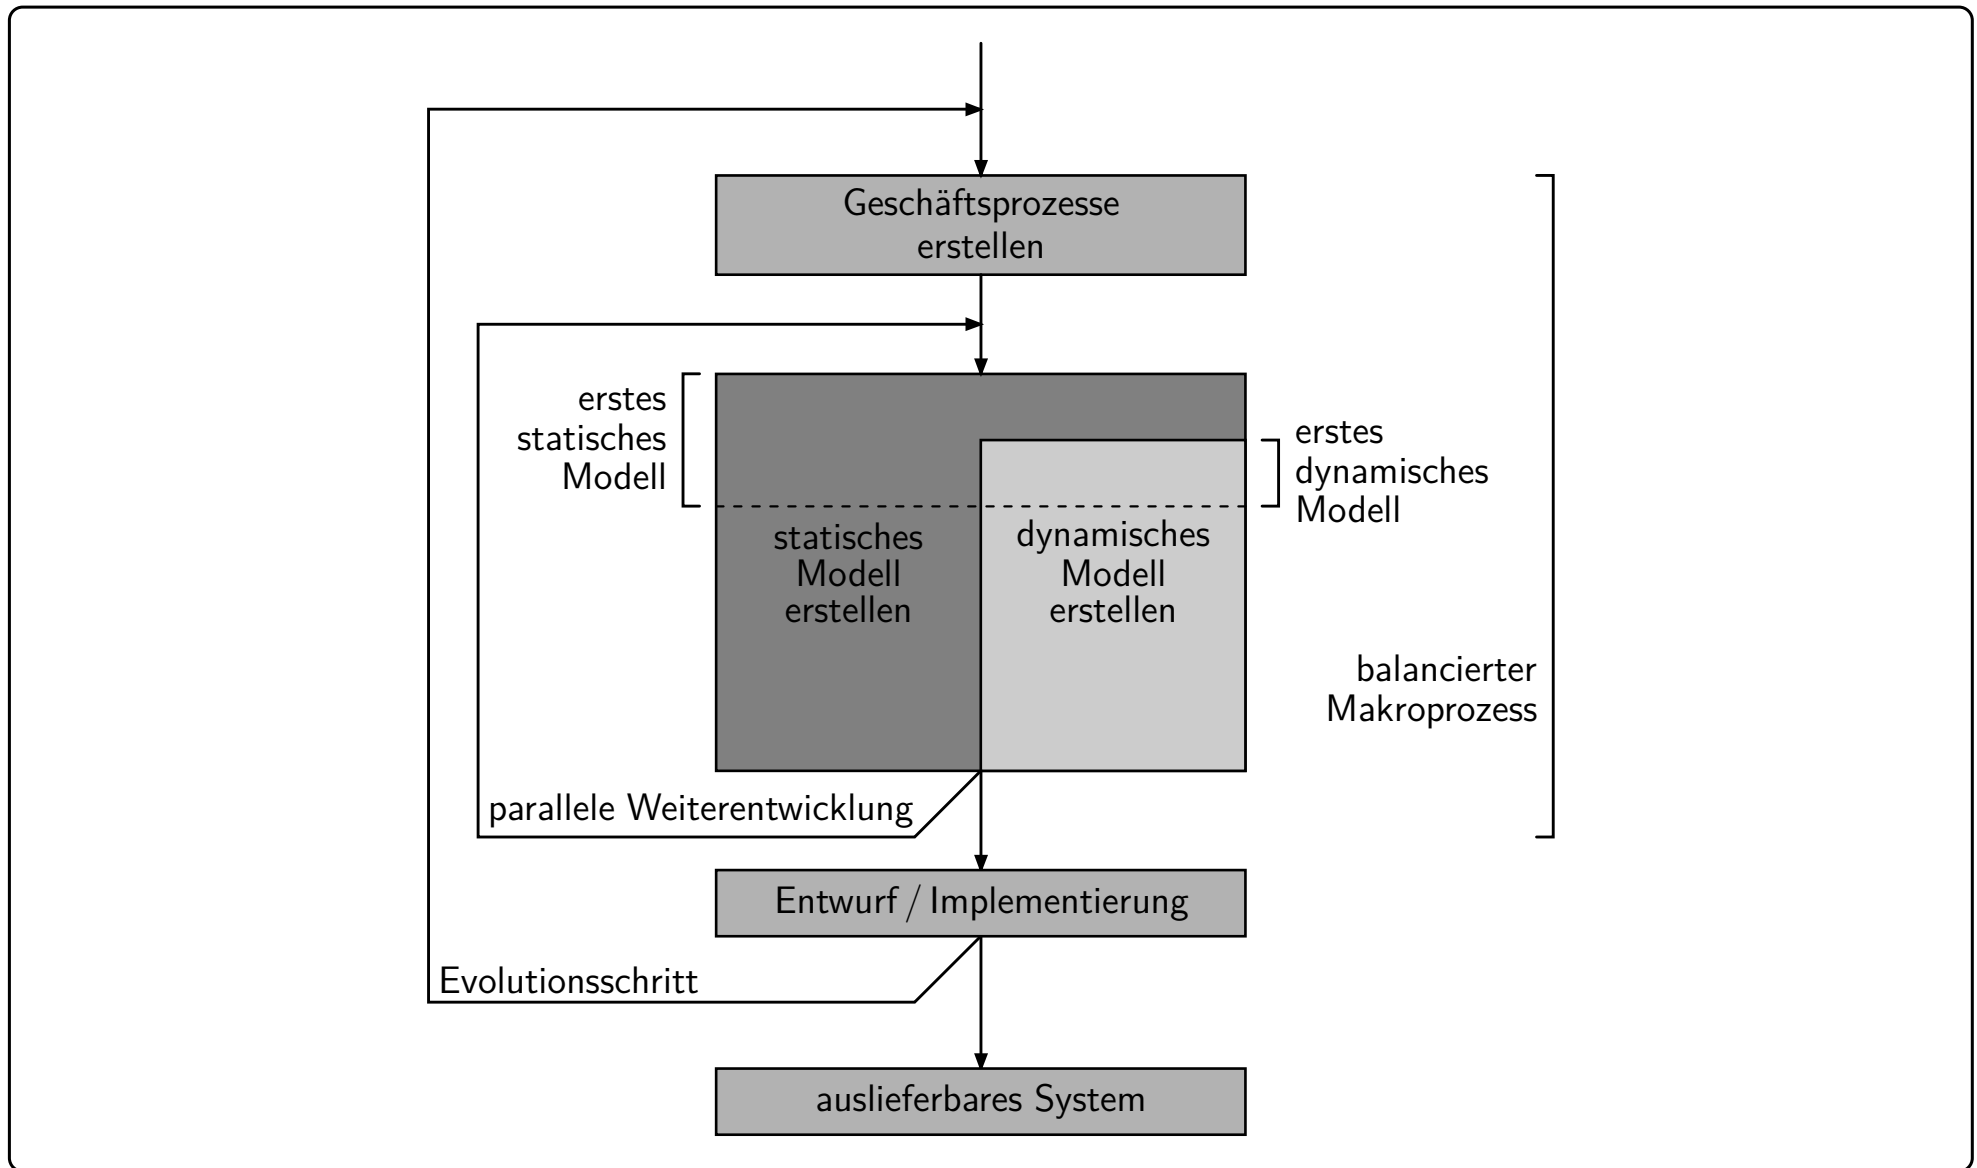 Geschäftsprozesse
erstellen
erstes
statisches
Modell
erstes
dynamisches
Modell
statisches
Modell
erstellen
dynamisches
Modell
erstellen
balancierter
Makroprozess
parallele Weiterentwicklung
Entwurf / Implementierung
Evolutionsschritt
auslieferbares System